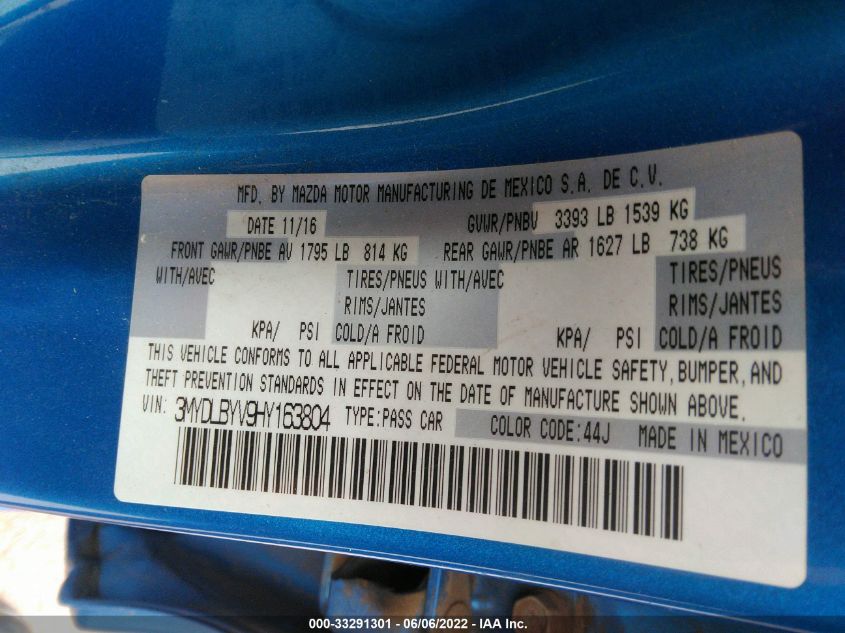 MFD. BY MAZDA MOTOR MANUFACTURING DE MEXICO S.A. DE C.V.
DATE 11/16 GVWR/PNBV 3393 LB 1539 KG
FRONT GAWR/PNBE AV 1795 LB 814 KG REAR GAWR/PNBE AR 1627 LB 738 KG
WITH/AVEC TIRES/PNEUS WITH/AVEC TIRES/PNEUS
RIMS/JANTES RIMS/JANTES
KPA/ PSI COLD/A FROID KPA/ PSI COLD/A FROID
THIS VEHICLE CONFORMS TO ALL APPLICABLE FEDERAL MOTOR VEHICLE SAFETY, BUMPER, AND
THEFT PREVENTION STANDARDS IN EFFECT ON THE DATE OF MANUFACTURE SHOWN ABOVE.
VIN: 3MYDLBYV9HY163804 TYPE:PASS CAR COLOR CODE:44J MADE IN MEXICO
000-33291301 - 06/06/2022 - IAA Inc.